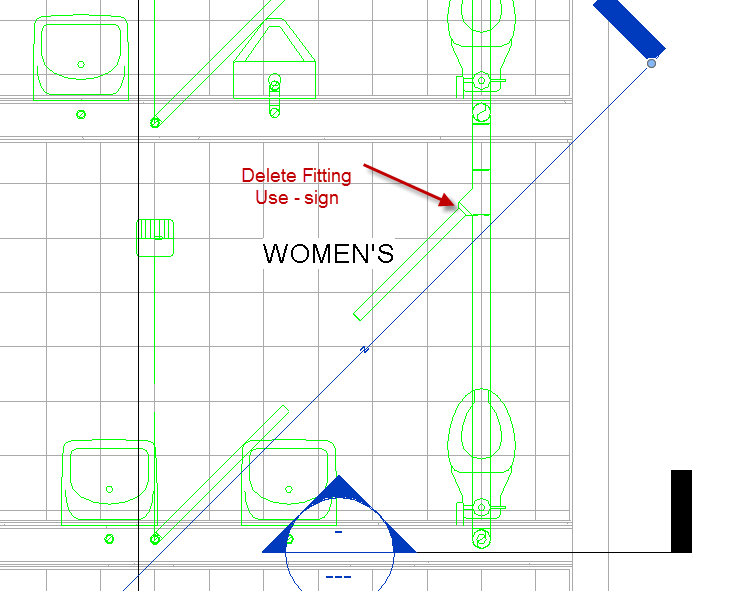 Delete Fitting
Use - sign
WOMEN'S
-
---